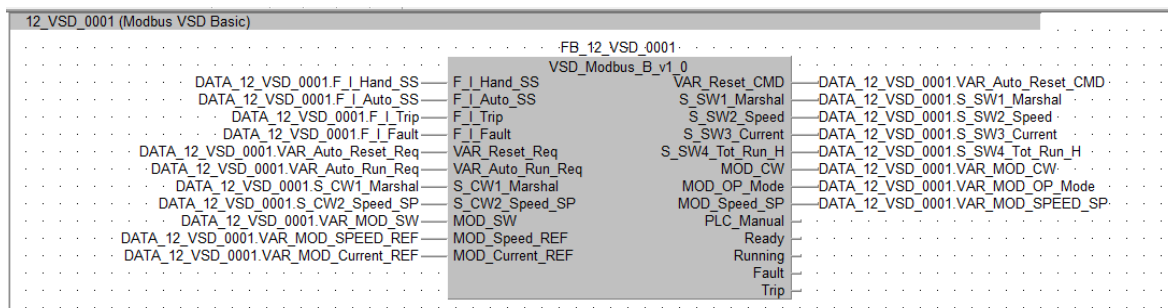 12_VSD_0001 (Modbus VSD Basic)
FB_12_VSD_0001
VSD_Modbus_B_v1_0
DATA_12_VSD_0001.F_I_Hand_SS F_I_Hand_SS VAR_Reset_CMD DATA_12_VSD_0001.VAR_Auto_Reset_CMD
DATA_12_VSD_0001.F_I_Auto_SS F_I_Auto_SS S_SW1_Marshal DATA_12_VSD_0001.S_SW1_Marshal
DATA_12_VSD_0001.F_I_Trip F_I_Trip S_SW2_Speed DATA_12_VSD_0001.S_SW2_Speed
DATA_12_VSD_0001.F_I_Fault F_I_Fault S_SW3_Current DATA_12_VSD_0001.S_SW3_Current
DATA_12_VSD_0001.VAR_Auto_Reset_Req VAR_Reset_Req S_SW4_Tot_Run_H DATA_12_VSD_0001.S_SW4_Tot_Run_H
DATA_12_VSD_0001.VAR_Auto_Run_Req VAR_Auto_Run_Req MOD_CW DATA_12_VSD_0001.VAR_MOD_CW
DATA_12_VSD_0001.S_CW1_Marshal S_CW1_Marshal MOD_OP_Mode DATA_12_VSD_0001.VAR_MOD_OP_Mode
DATA_12_VSD_0001.S_CW2_Speed_SP S_CW2_Speed_SP MOD_Speed_SP DATA_12_VSD_0001.VAR_MOD_SPEED_SP
DATA_12_VSD_0001.VAR_MOD_SW MOD_SW PLC_Manual
DATA_12_VSD_0001.VAR_MOD_SPEED_REF MOD_Speed_REF Ready
DATA_12_VSD_0001.VAR_MOD_Current_REF MOD_Current_REF Running
Fault
Trip